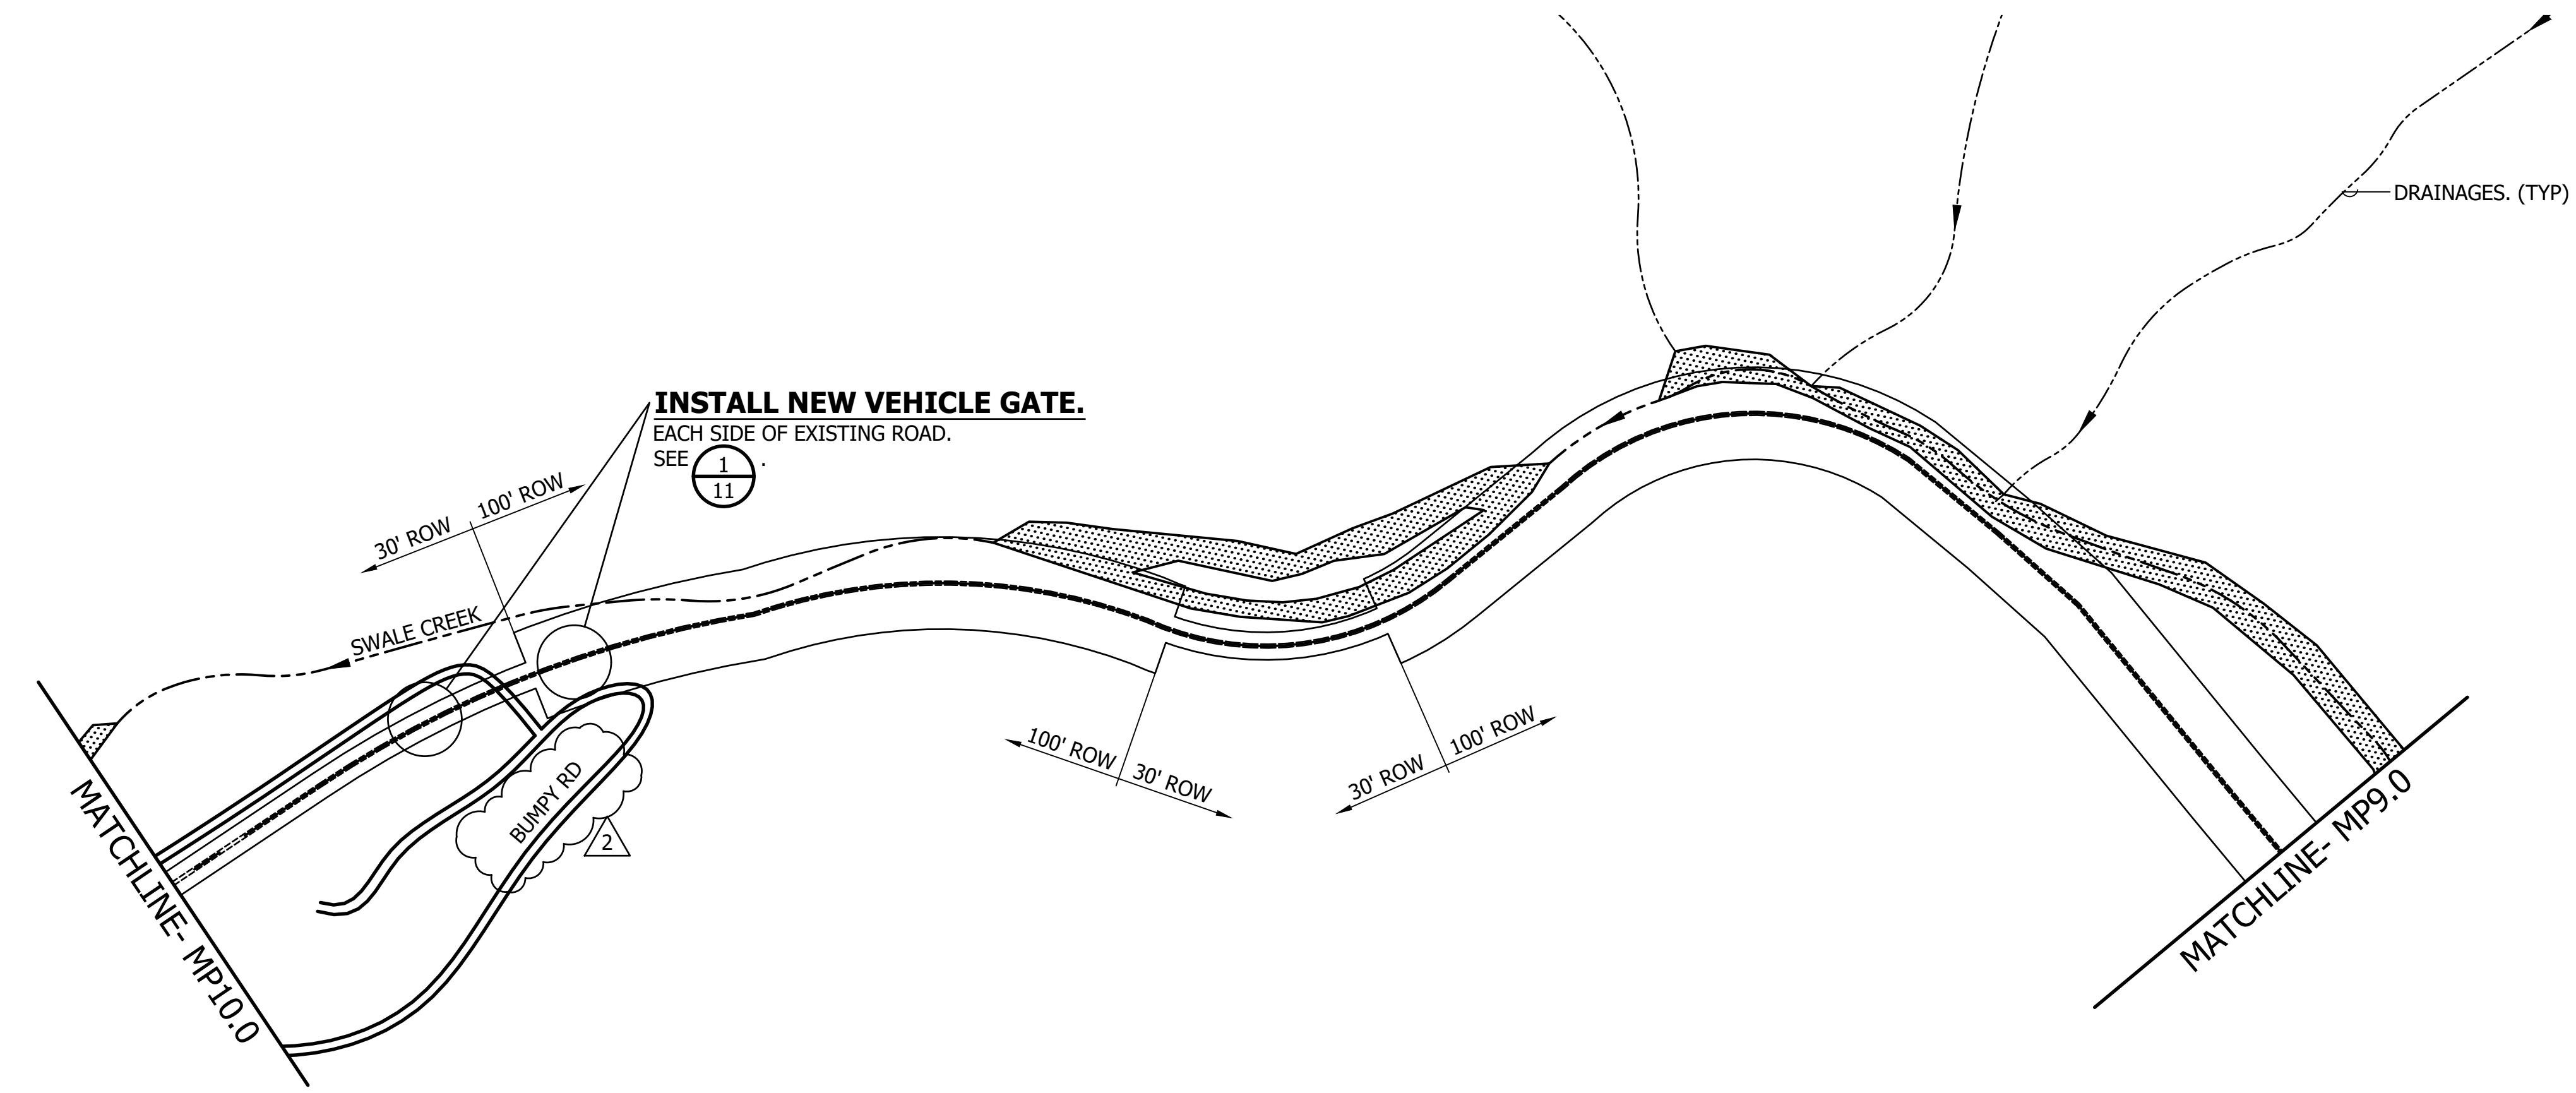 DRAINAGES. (TYP)
INSTALL NEW VEHICLE GATE.
EACH SIDE OF EXISTING ROAD.
SEE 1 .
11
30' ROW 100' ROW
SWALE CREEK
100' ROW 30' ROW
30' ROW 100' ROW
BUMPY RD
2
MATCHLINE- MP10.0
MATCHLINE- MP9.0